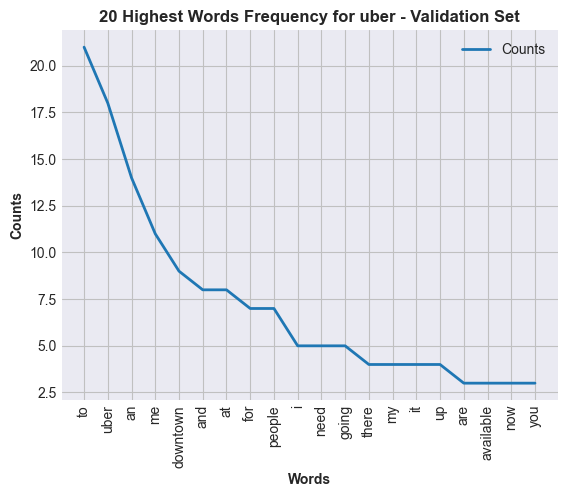 20 Highest Words Frequency for uber - Validation Set
Counts
20.0
17.5
15.0
12.5
10.0
7.5
5.0
2.5
Counts
to
uber
an
me
downtown
and
at
for
people
i
need
going
there
my
it
up
are
available
now
you
Words